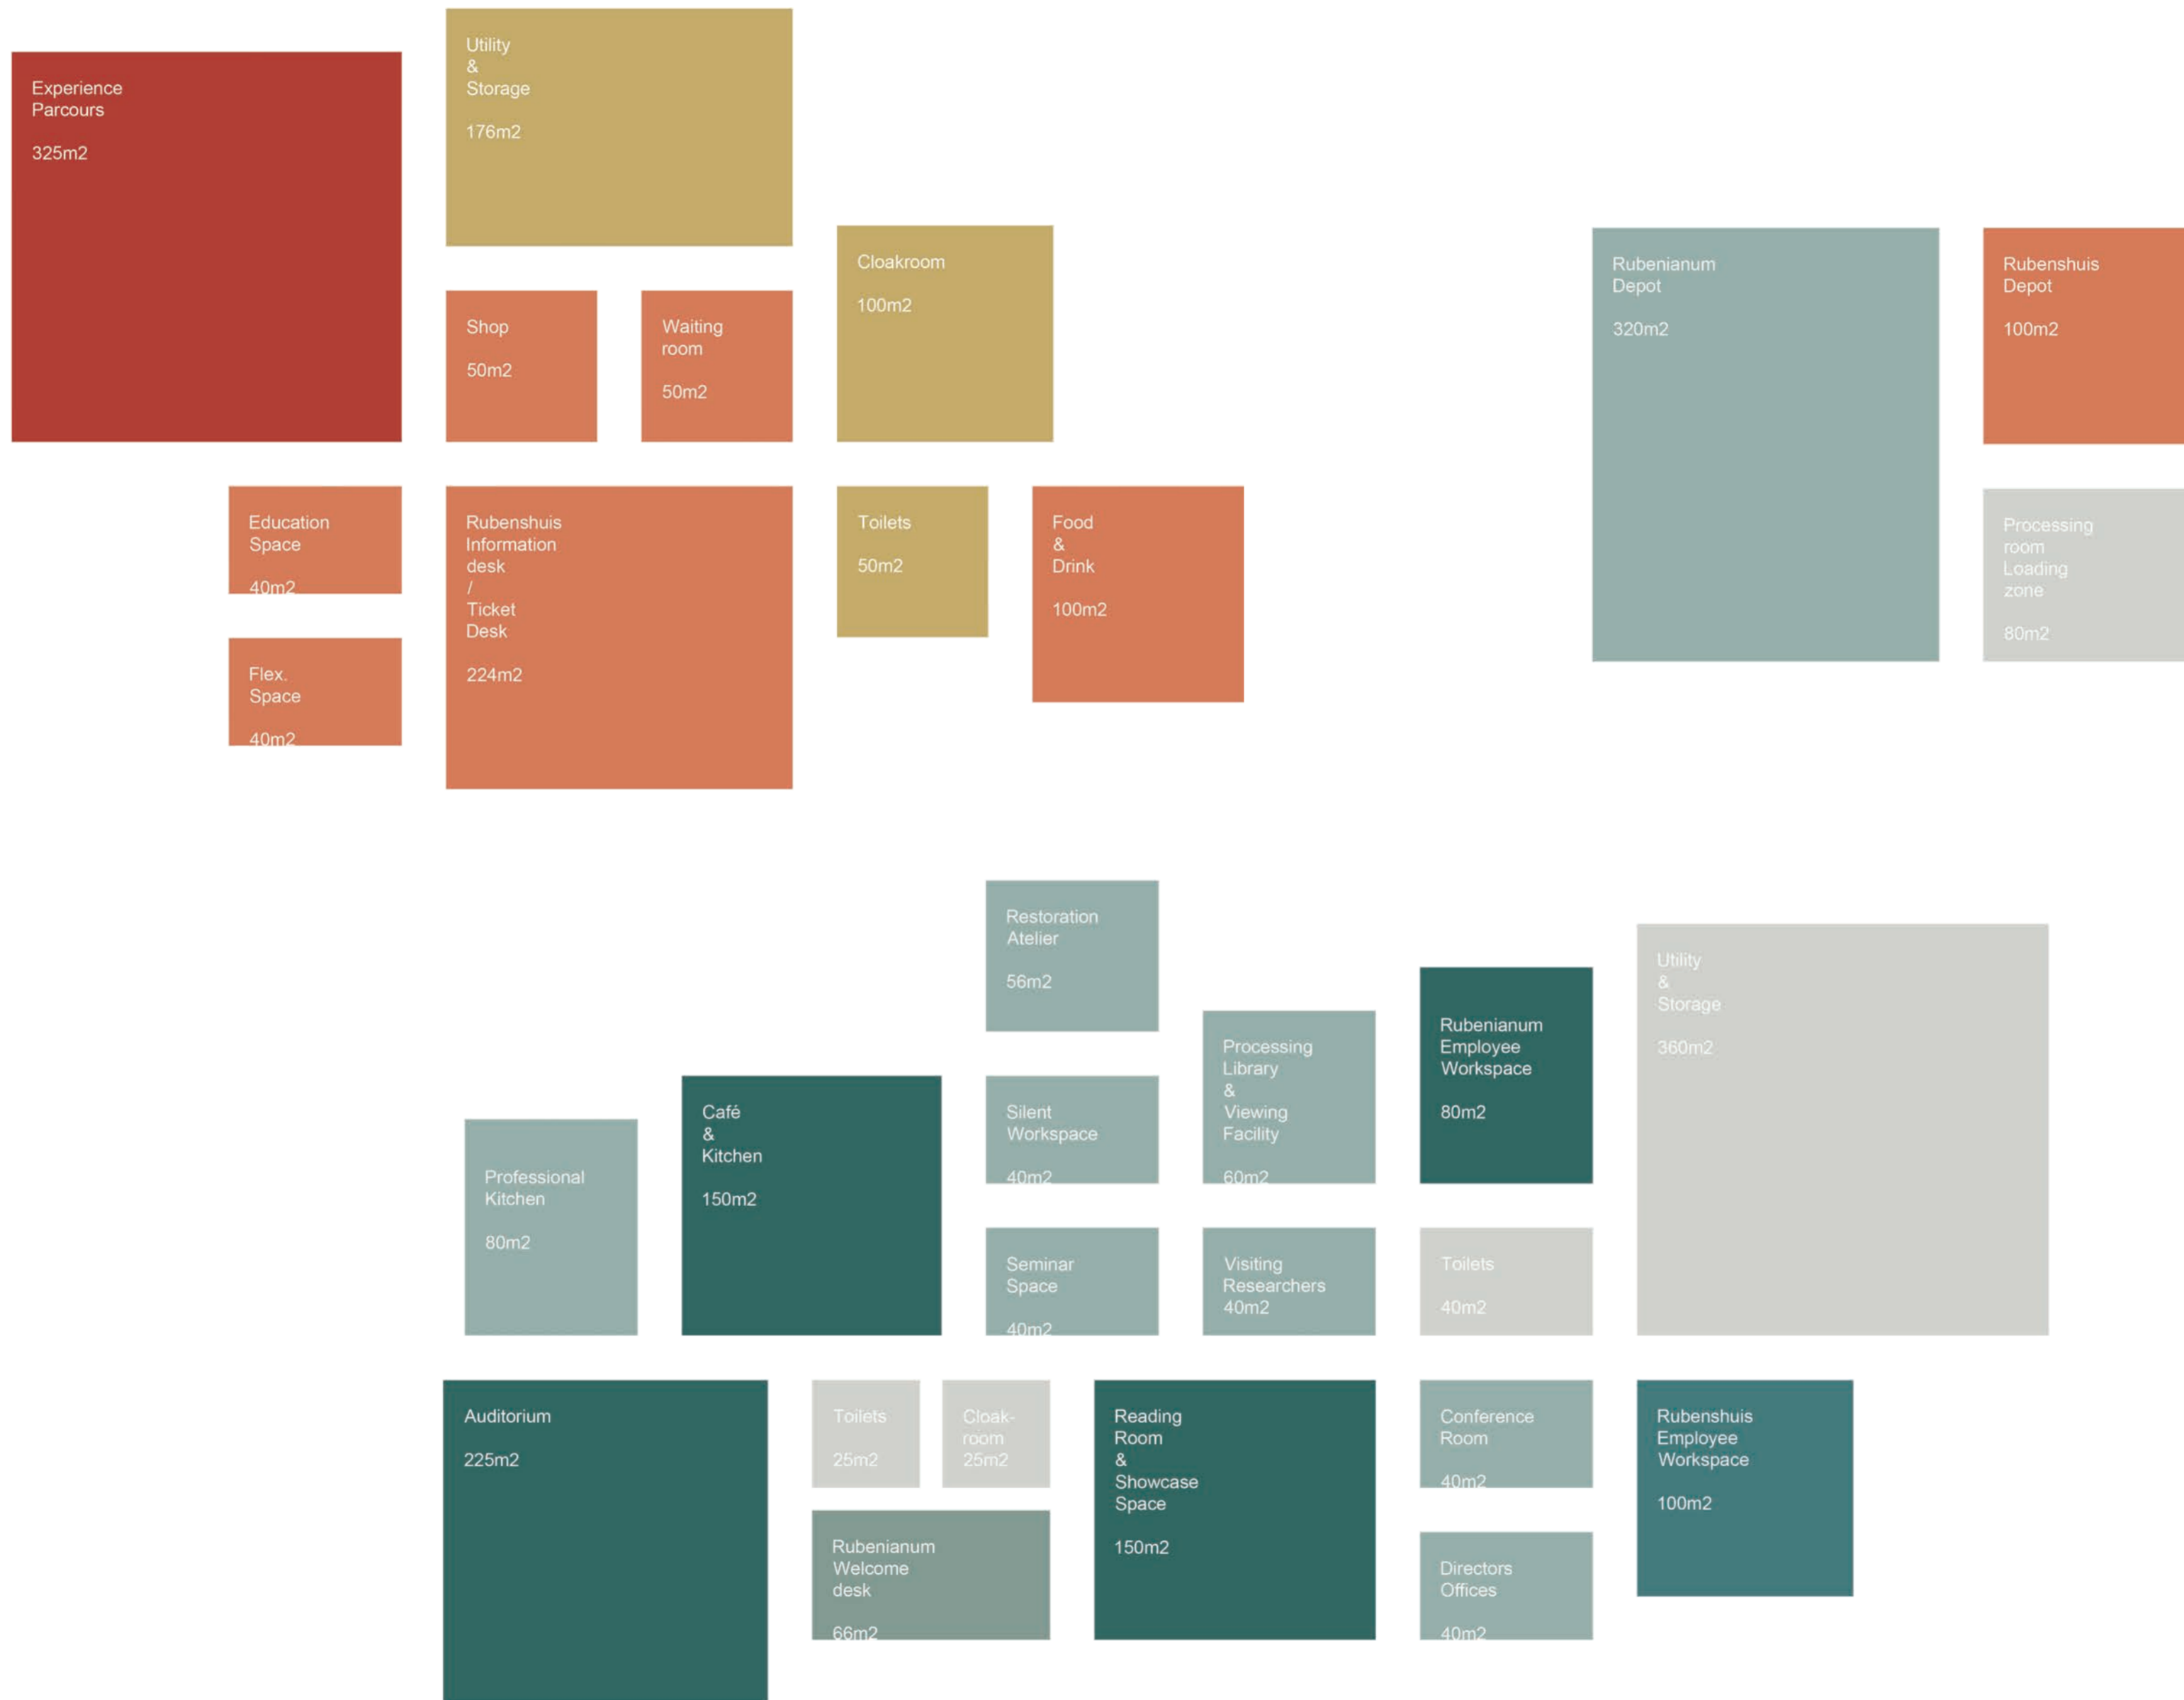 Experience
Parcours
325m2
Utility
&
Storage
176m2
Cloakroom
100m2
Shop
50m2
Waiting
room
50m2
Education
Space
40m2
Flex.
Space
40m2
Rubenshuis
Information
desk
/
Ticket
Desk
224m2
Toilets
50m2
Food
&
Drink
100m2
Rubenianum
Depot
320m2
Rubenshuis
Depot
100m2
Processing
room
Loading
zone
80m2
Restoration
Atelier
56m2
Professional
Kitchen
80m2
Café
&
Kitchen
150m2
Silent
Workspace
40m2
Processing
Library
&
Viewing
Facility
60m2
Rubenianum
Employee
Workspace
80m2
Utility
&
Storage
360m2
Seminar
Space
40m2
Visiting
Researchers
40m2
Toilets
40m2
Auditorium
225m2
Toilets
25m2
Cloak-
room
25m2
Rubenianum
Welcome
desk
66m2
Reading
Room
&
Showcase
Space
150m2
Conference
Room
40m2
Directors
Offices
40m2
Rubenshuis
Employee
Workspace
100m2